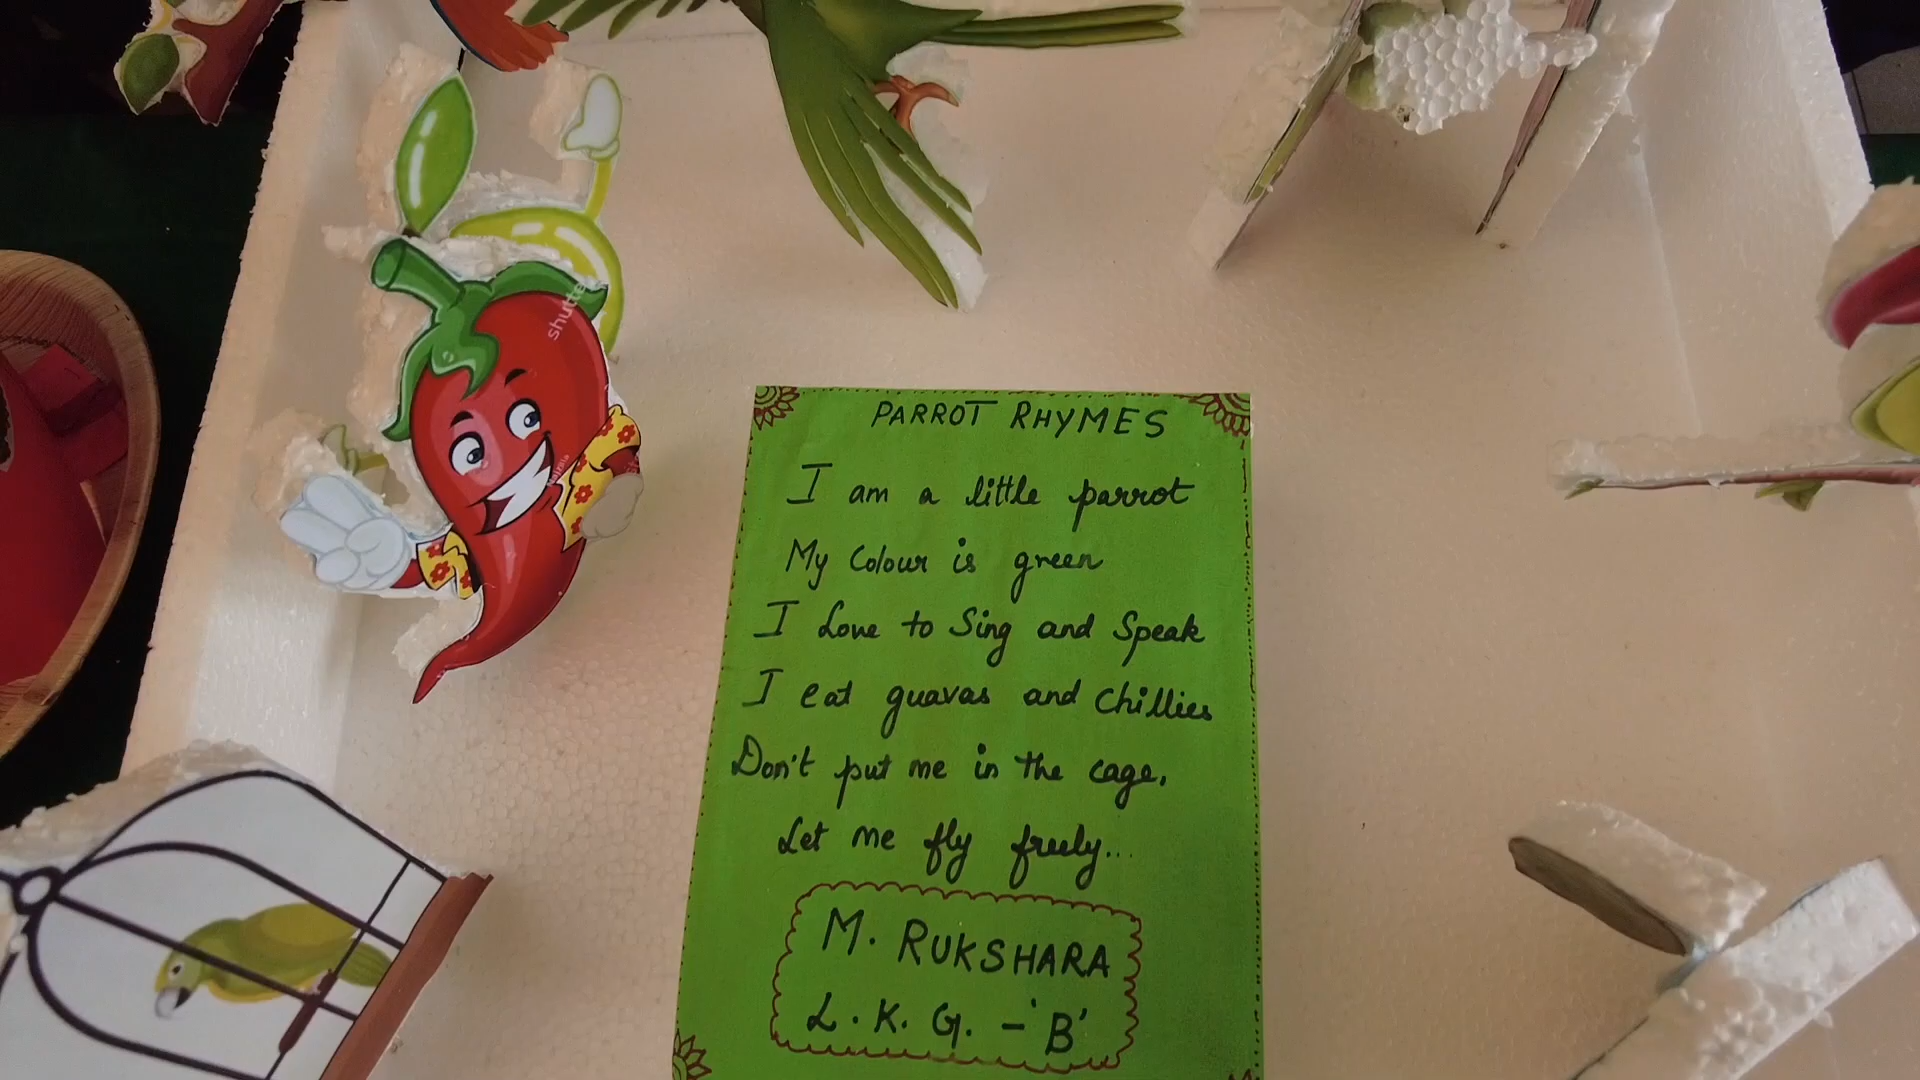 PARROT RHYMES
I am a little parrot
My Colour is green
I Love to Sing and Speak
I eat guavas and Chillies
Don't put me in the cage.
Let me fly freely...
M. RUKSHARA
L. K. G. - 'B'
shutte